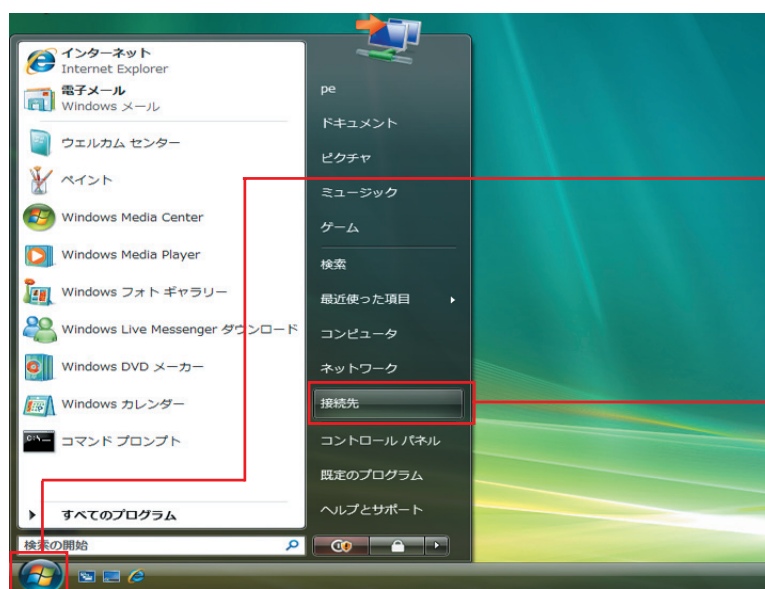 インターネット
Internet Explorer
電子メール
Windows メール
ウェルカム センター
ペイント
Windows Media Center
Windows Media Player
Windows フォト ギャラリー
Windows Live Messenger ダウンロード
Windows DVD メーカー
Windows カレンダー
コマンド プロンプト
すべてのプログラム
検索の開始
pe
ドキュメント
ピクチャ
ミュージック
ゲーム
検索
最近使った項目
コンピュータ
ネットワーク
接続先
コントロール パネル
既定のプログラム
ヘルプとサポート